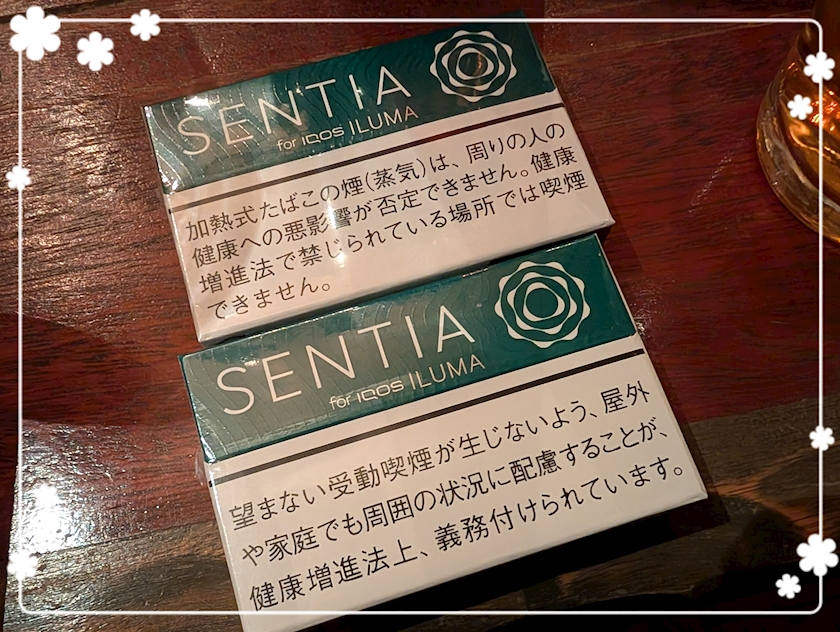 SENTIA
for IQOS ILUMA
加熱式たばこの煙(蒸気)は、周りの人の
健康への悪影響が否定できません。健康
増進法で禁じられている場所では喫煙
できません。
SENTIA
for IQOS ILUMA
望まない受動喫煙が生じないよう、屋外
や家庭でも周囲の状況に配慮することが、
健康増進法上、義務付けられています。